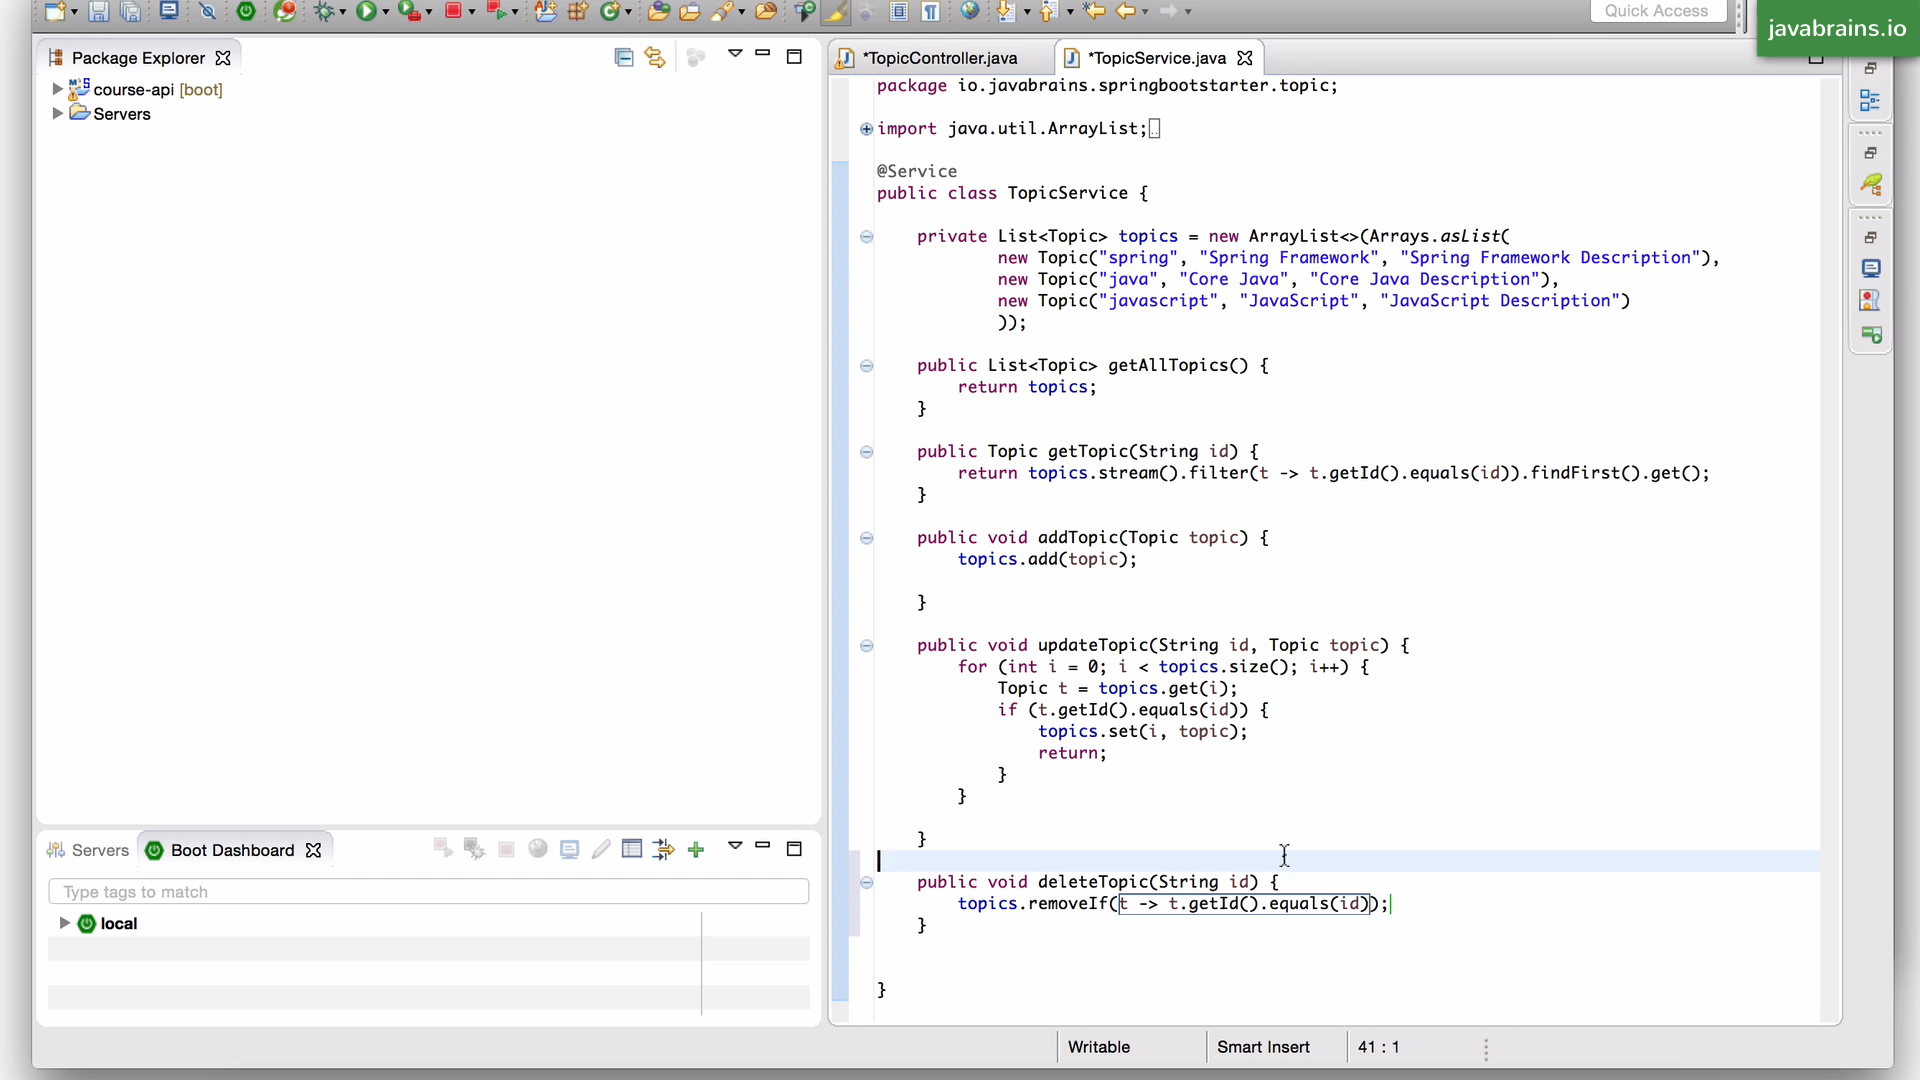 Quick Access
javabrains.io
Package Explorer
course-api [boot]
Servers
*TopicController.java
*TopicService.java
package io.javabrains.springbootstarter.topic;
import java.util.ArrayList;
@Service
public class TopicService {
private List<Topic> topics = new ArrayList<>(Arrays.asList(
new Topic("spring", "Spring Framework", "Spring Framework Description"),
new Topic("java", "Core Java", "Core Java Description"),
new Topic("javascript", "JavaScript", "JavaScript Description")
));
public List<Topic> getAllTopics() {
return topics;
}
public Topic getTopic(String id) {
return topics.stream().filter(t -> t.getId().equals(id)).findFirst().get();
}
public void addTopic(Topic topic) {
topics.add(topic);
}
public void updateTopic(String id, Topic topic) {
for (int i = 0; i < topics.size(); i++) {
Topic t = topics.get(i);
if (t.getId().equals(id)) {
topics.set(i, topic);
return;
}
}
}
public void deleteTopic(String id) {
topics.removeIf(t -> t.getId().equals(id));
}
}
Servers
Boot Dashboard
Type tags to match
local
Writable
Smart Insert
41 : 1